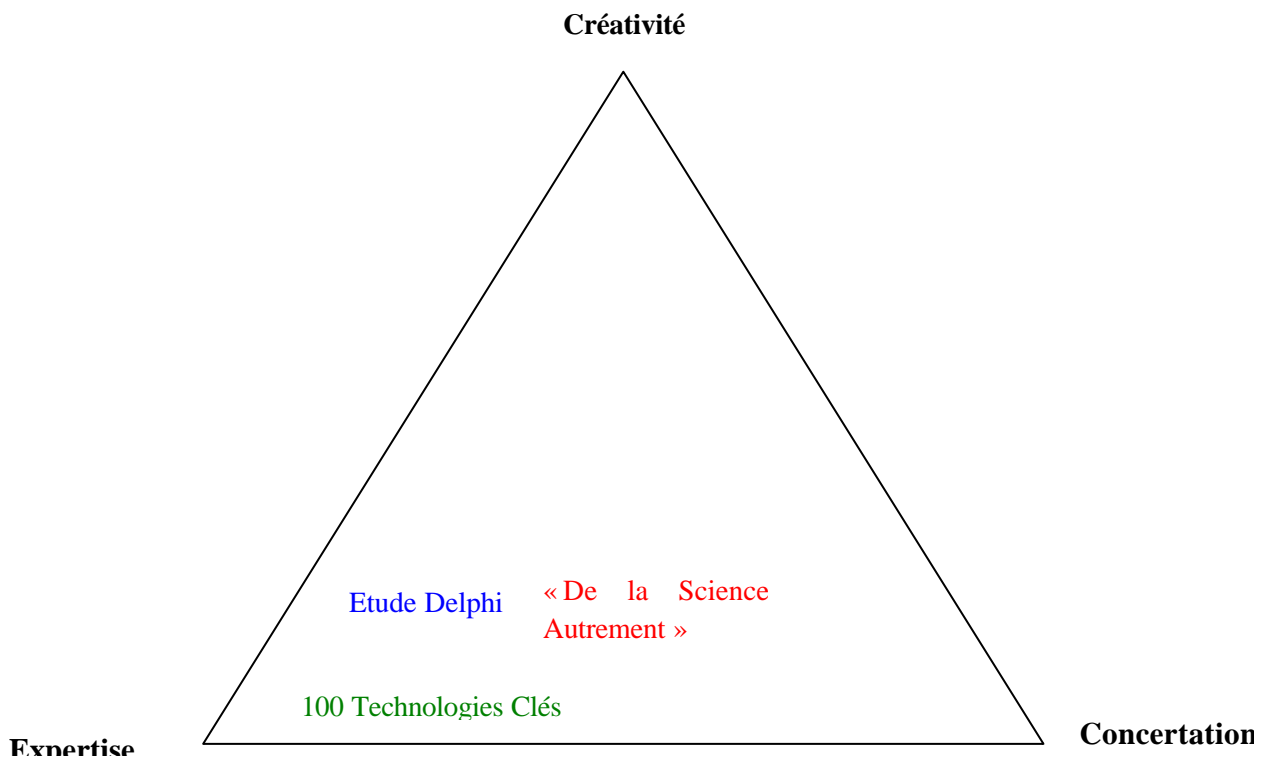 Créativité
Etude Delphi
« De la Science
Autrement »
100 Technologies Clés
Expertise
Concertation